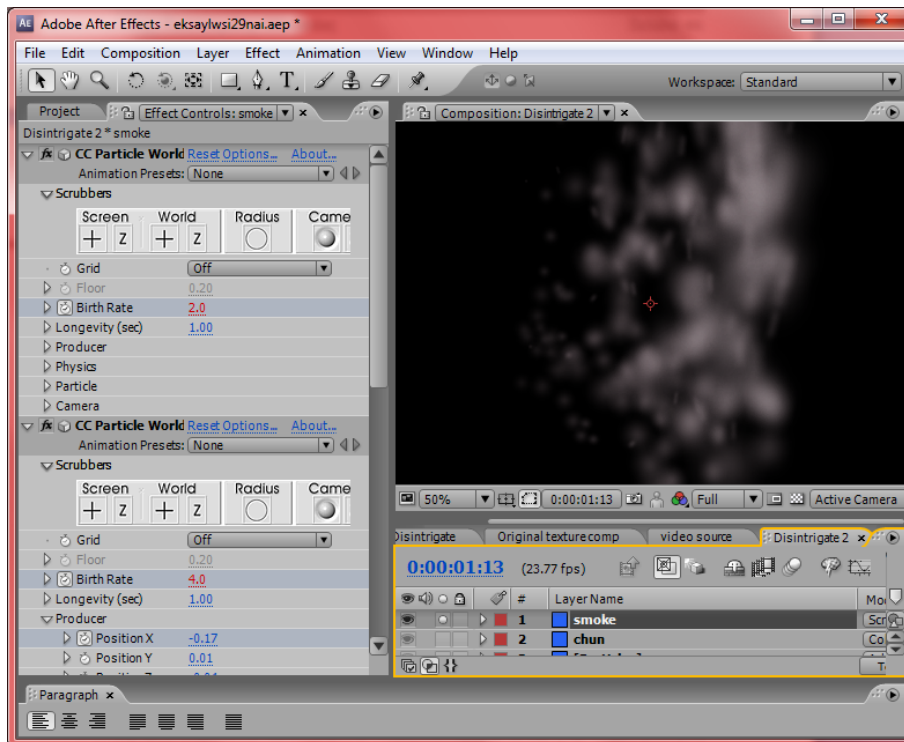 Adobe After Effects - eksaylwsi29nai.aep *
File Edit Composition Layer Effect Animation View Window Help
Workspace: Standard
Project Effect Controls: smoke
Disintrigate 2 * smoke
fx CC Particle World Reset Options... About...
Animation Presets: None
Scrubbers
Screen World Radius Came
Z Z
Grid Off
Floor 0.20
Birth Rate 2.0
Longevity (sec) 1.00
Producer
Physics
Particle
Camera
fx CC Particle World Reset Options... About...
Animation Presets: None
Scrubbers
Screen World Radius Came
Z Z
Grid Off
Floor 0.20
Birth Rate 4.0
Longevity (sec) 1.00
Producer
Position X -0.17
Position Y 0.01
Composition: Disintrigate 2
50% 0:00:01:13 Full Active Camera
Disintrigate Original texture comp video source Disintrigate 2
0:00:01:13 (23.77 fps)
# Layer Name Mo
1 smoke Scr
2 chun Co
Paragraph